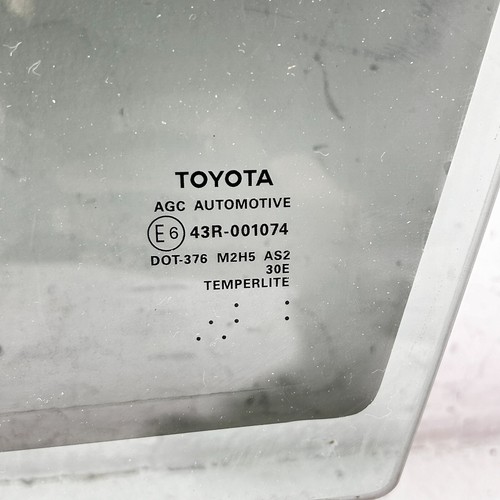 TOYOTA
AGC AUTOMOTIVE
E6 43R-001074
DOT-376 M2H5 AS2
30E
TEMPERLITE